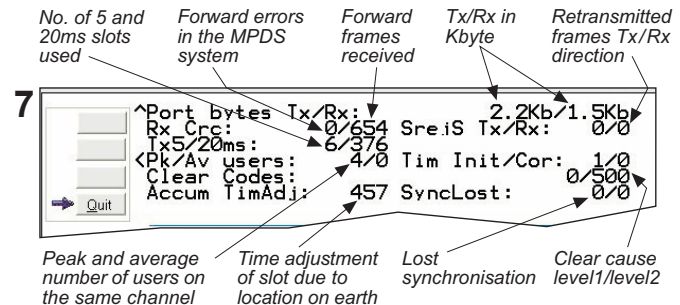 No. of 5 and
20ms slots
used
Forward errors
in the MPDS
system
Forward
frames
received
Tx/Rx in
Kbyte
Retransmitted
frames Tx/Rx
direction
7
^Port bytes Tx/Rx: 2.2Kb/1.5Kb
Rx Crc: 0/654 SrejS Tx/Rx: 0/0
Tx5/20ms: 6/376
<Pk/Av users: 4/0 Tim Init/Cor: 1/0
Clear Codes: 0/500
Accum TimAdj: 457 SyncLost: 0/0
Quit
Peak and average
number of users on
the same channel
Time adjustment
of slot due to
location on earth
Lost
synchronisation
Clear cause
level1/level2